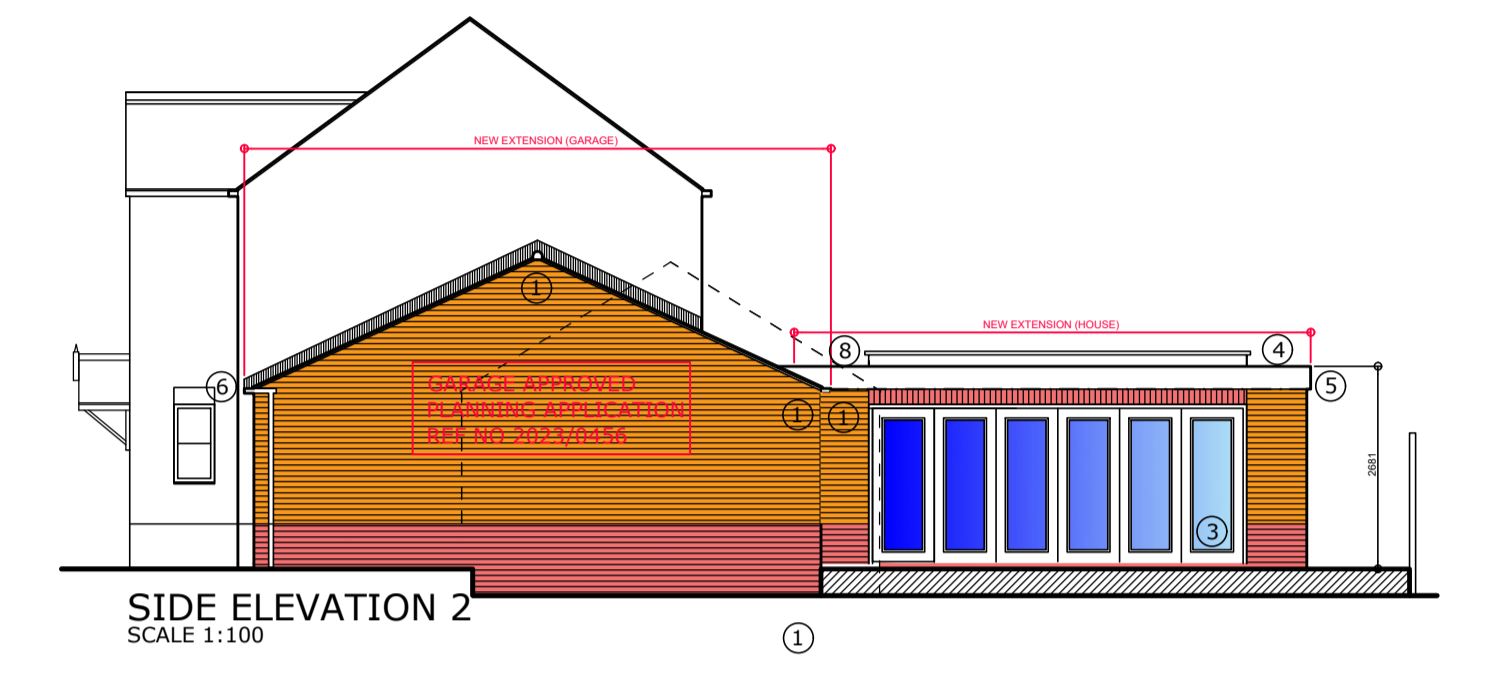 NEW EXTENSION (GARAGE)
1
NEW EXTENSION (HOUSE)
8
4
6
5
GARAGE APPROVED
PLANNING APPLICATION
REF NO 2023/0456
1
1
2681
3
SIDE ELEVATION 2
SCALE 1:100
1